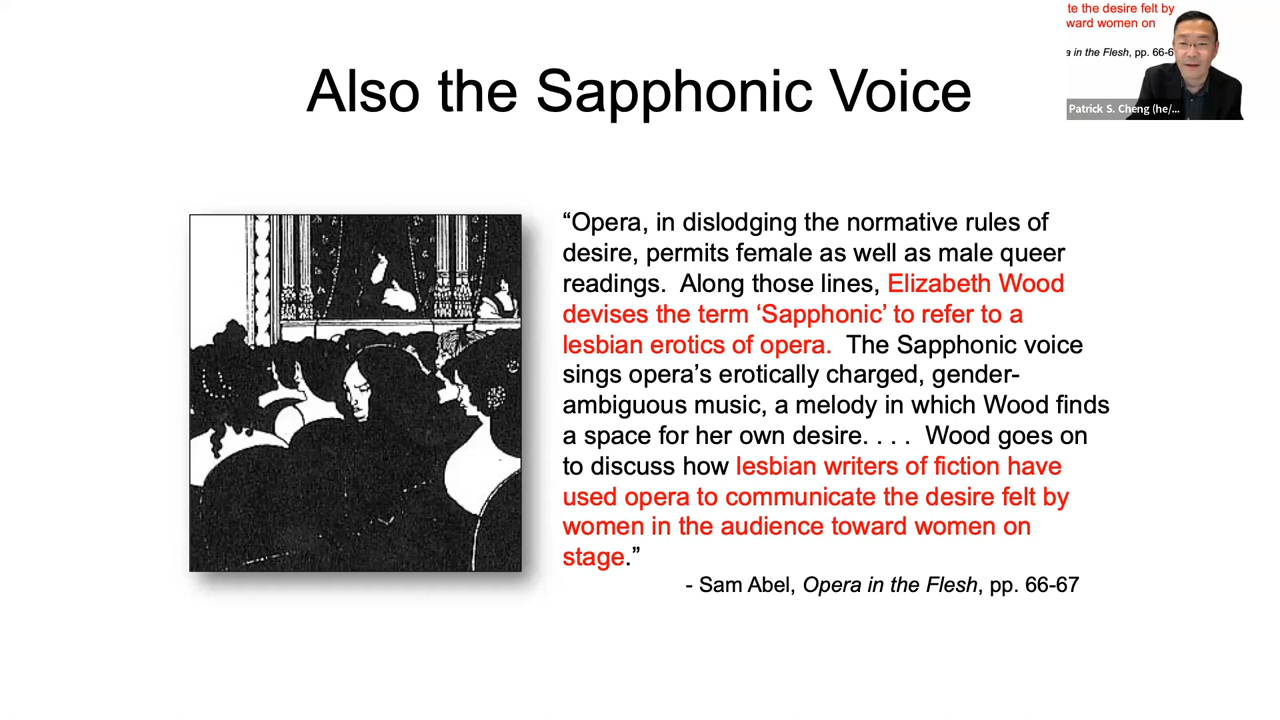 Also the Sapphonic Voice
“Opera, in dislodging the normative rules of
desire, permits female as well as male queer
readings.  Along those lines, Elizabeth Wood
devises the term ‘Sapphonic’ to refer to a
lesbian erotics of opera.  The Sapphonic voice
sings opera’s erotically charged, gender-
ambiguous music, a melody in which Wood finds
a space for her own desire. . . .  Wood goes on
to discuss how lesbian writers of fiction have
used opera to communicate the desire felt by
women in the audience toward women on
stage.”
- Sam Abel, Opera in the Flesh, pp. 66-67
te the desire felt by
ward women on
a in the Flesh, pp. 66-6
Patrick S. Cheng (he/...